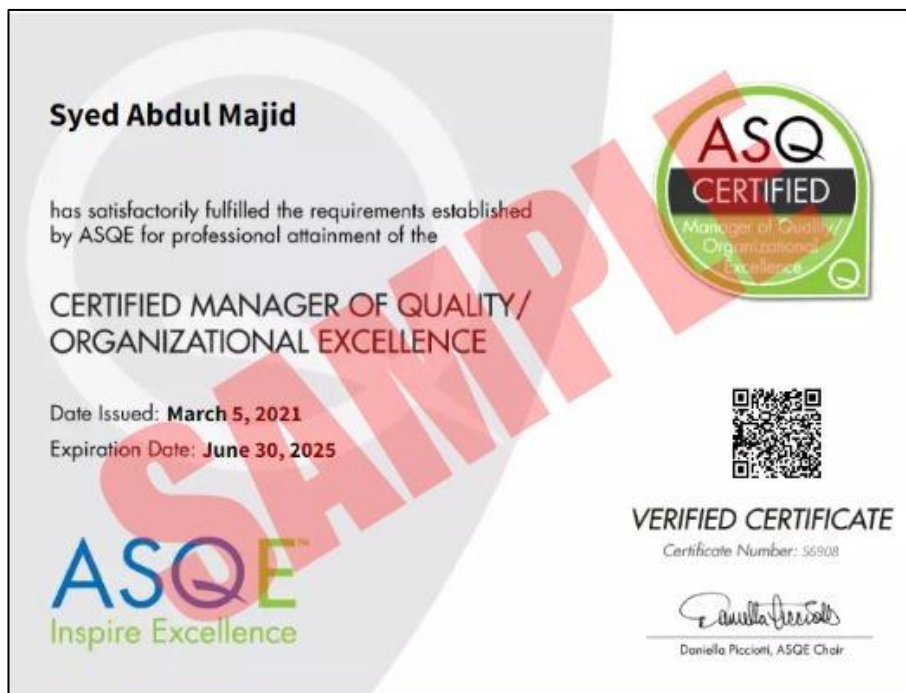 Syed Abdul Majid
has satisfactorily fulfilled the requirements established
by ASQE for professional attainment of the
CERTIFIED MANAGER OF QUALITY/
ORGANIZATIONAL EXCELLENCE
Date Issued: March 5, 2021
Expiration Date: June 30, 2025
ASQE™
Inspire Excellence
SAMPLE
ASQ
CERTIFIED
Manager of Quality/
Organizational
Excellence
VERIFIED CERTIFICATE
Certificate Number: 56908
Daniella Picciotti, ASQE Chair